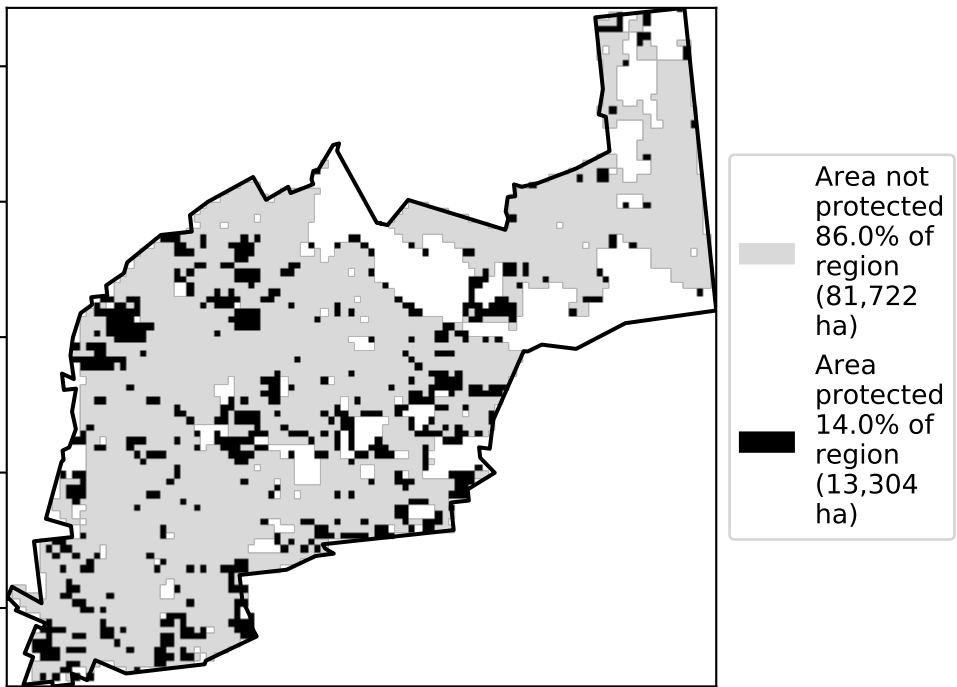 Area not
protected
86.0% of
region
(81,722
ha)
Area
protected
14.0% of
region
(13,304
ha)